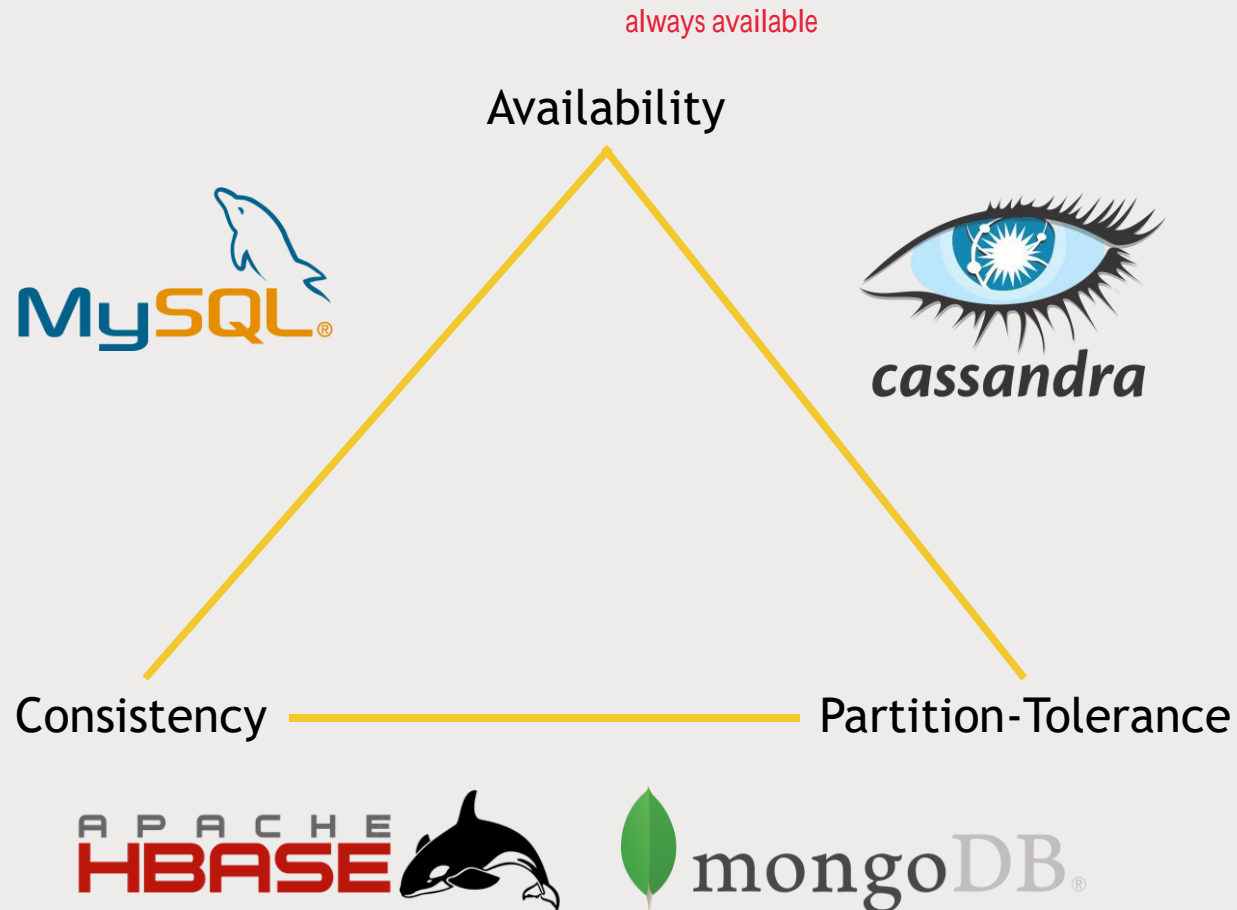 always available
Availability
MySQL®
cassandra
Consistency
Partition-Tolerance
APACHE
HBASE
mongoDB®